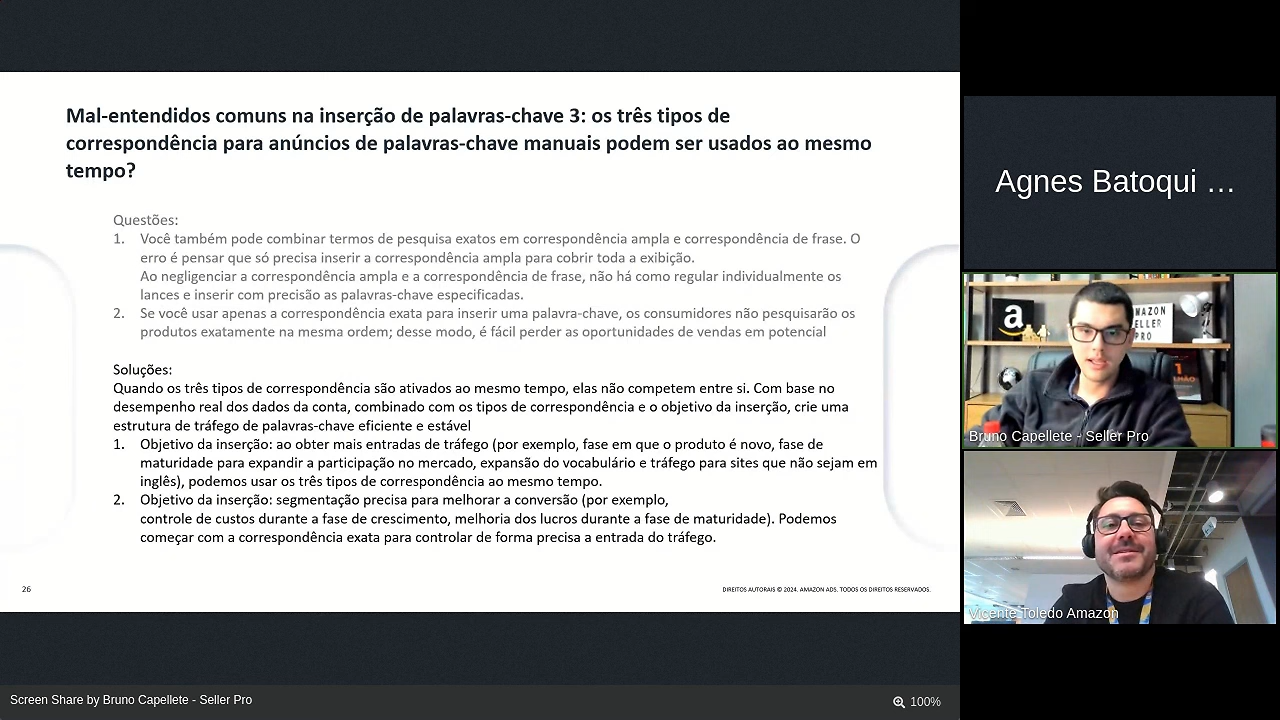 Mal-entendidos comuns na inserção de palavras-chave 3: os três tipos de
correspondência para anúncios de palavras-chave manuais podem ser usados ao mesmo
tempo?
Questões:
1. Você também pode combinar termos de pesquisa exatos em correspondência ampla e correspondência de frase. O
erro é pensar que só precisa inserir a correspondência ampla para cobrir toda a exibição.
Ao negligenciar a correspondência ampla e a correspondência de frase, não há como regular individualmente os
lances e inserir com precisão as palavras-chave especificadas.
2. Se você usar apenas a correspondência exata para inserir uma palavra-chave, os consumidores não pesquisarão os
produtos exatamente na mesma ordem; desse modo, é fácil perder as oportunidades de vendas em potencial
Soluções:
Quando os três tipos de correspondência são ativados ao mesmo tempo, elas não competem entre si. Com base no
desempenho real dos dados da conta, combinado com os tipos de correspondência e o objetivo da inserção, crie uma
estrutura de tráfego de palavras-chave eficiente e estável
1. Objetivo da inserção: ao obter mais entradas de tráfego (por exemplo, fase em que o produto é novo, fase de
maturidade para expandir a participação no mercado, expansão do vocabulário e tráfego para sites que não sejam em
inglês), podemos usar os três tipos de correspondência ao mesmo tempo.
2. Objetivo da inserção: segmentação precisa para melhorar a conversão (por exemplo,
controle de custos durante a fase de crescimento, melhoria dos lucros durante a fase de maturidade). Podemos
começar com a correspondência exata para controlar de forma precisa a entrada do tráfego.
26
DIREITOS AUTORAIS © 2024. AMAZON ADS. TODOS OS DIREITOS RESERVADOS.
Screen Share by Bruno Capellete - Seller Pro
100%
Agnes Batoqui ...
a
AMAZON
SELLER
PRO
1
Bruno Capellete - Seller Pro
Vicente Toledo Amazon